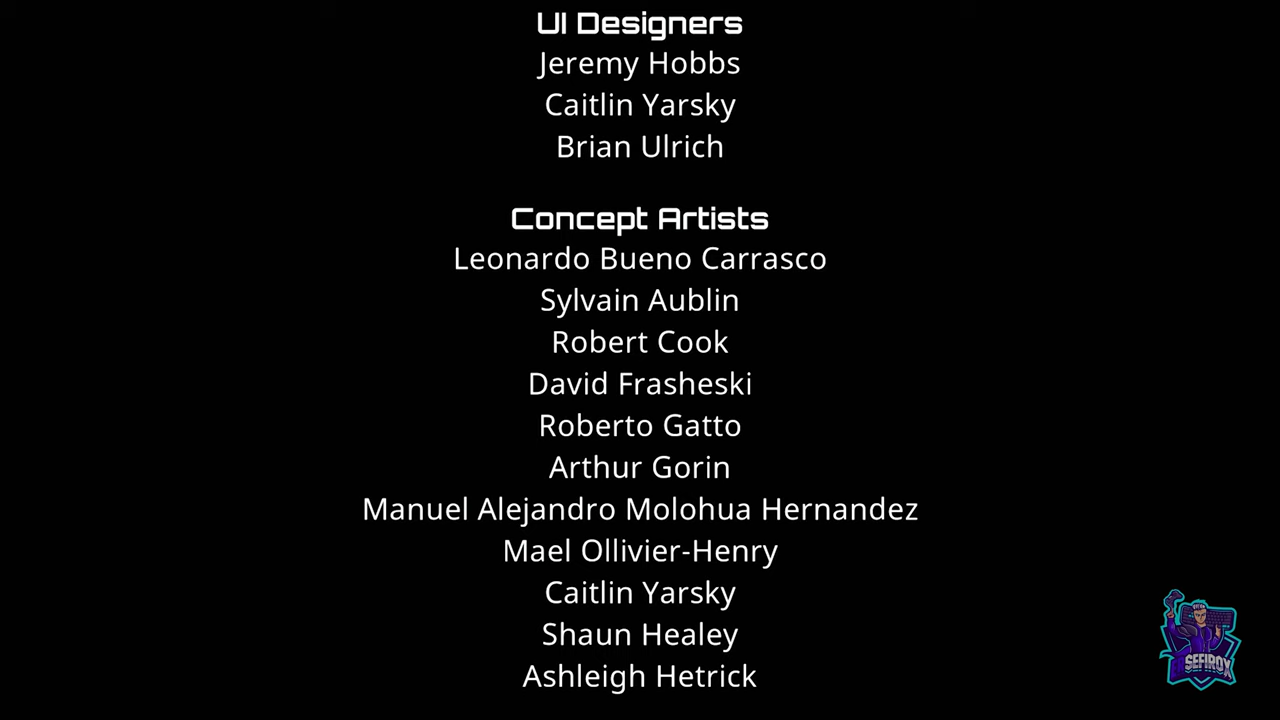 UI Designers
Jeremy Hobbs
Caitlin Yarsky
Brian Ulrich
Concept Artists
Leonardo Bueno Carrasco
Sylvain Aublin
Robert Cook
David Frasheski
Roberto Gatto
Arthur Gorin
Manuel Alejandro Molohua Hernandez
Mael Ollivier-Henry
Caitlin Yarsky
Shaun Healey
Ashleigh Hetrick
SEFIROX